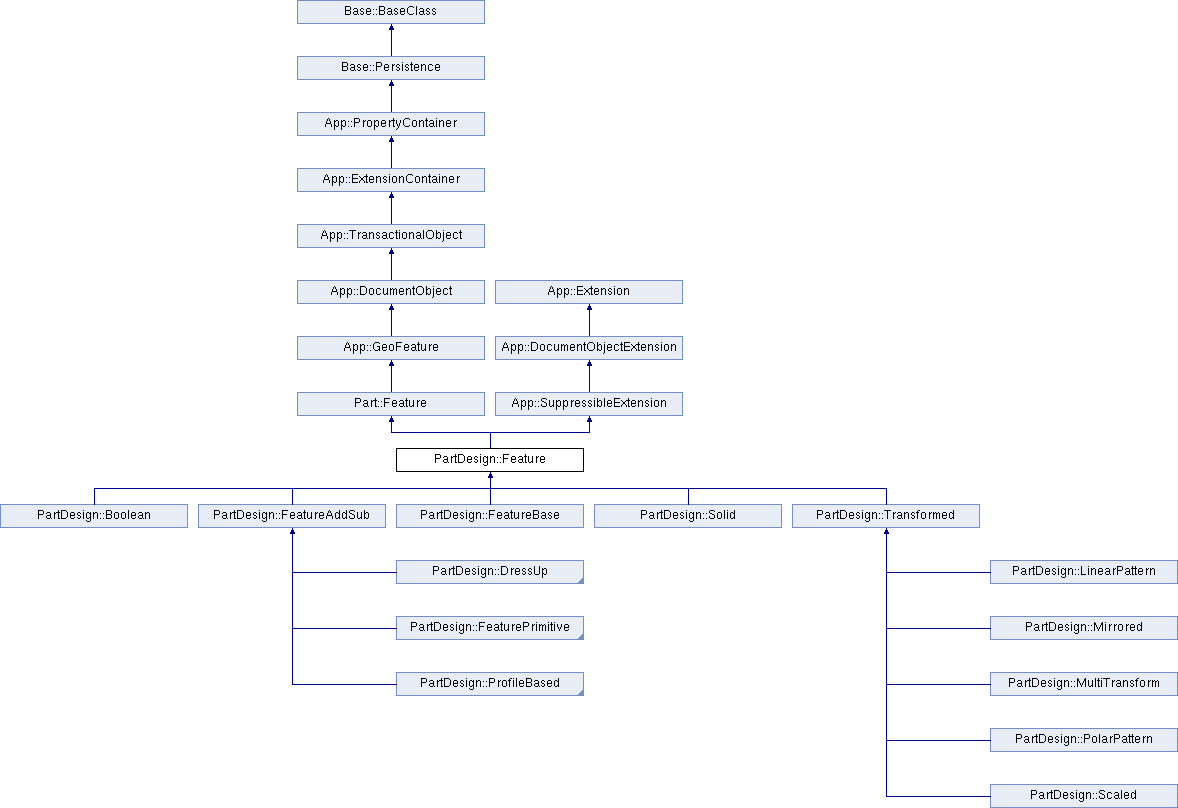 Base::BaseClass
Base::Persistence
App::PropertyContainer
App::ExtensionContainer
App::TransactionalObject
App::DocumentObject
App::Extension
App::GeoFeature
App::DocumentObjectExtension
Part::Feature
App::SuppressibleExtension
PartDesign::Feature
PartDesign::Boolean
PartDesign::FeatureAddSub
PartDesign::FeatureBase
PartDesign::Solid
PartDesign::Transformed
PartDesign::DressUp
PartDesign::LinearPattern
PartDesign::FeaturePrimitive
PartDesign::Mirrored
PartDesign::ProfileBased
PartDesign::MultiTransform
PartDesign::PolarPattern
PartDesign::Scaled